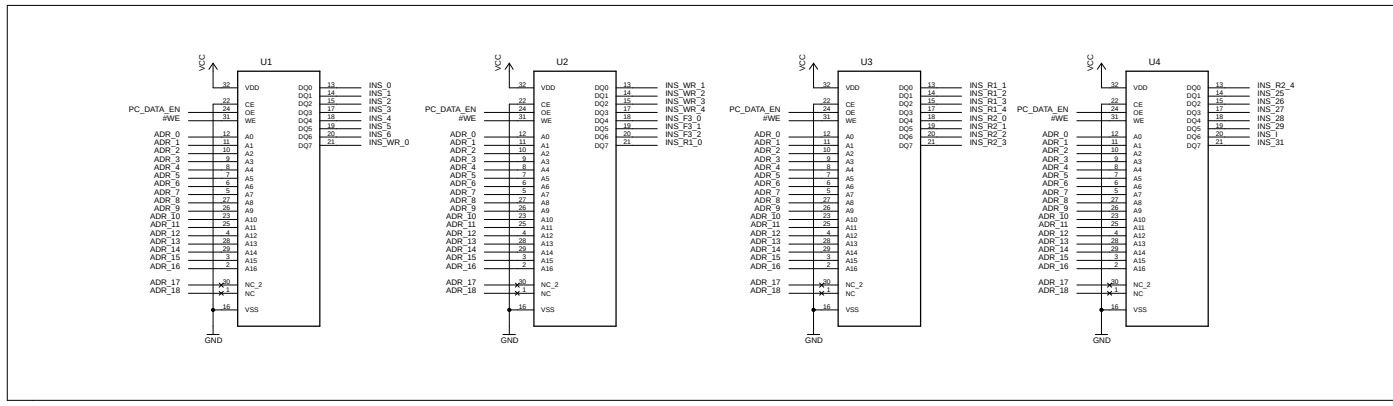 VCC
U1
32 VDD DQ0 13 INS_0
DQ1 14 INS_1
22 CE DQ2 15 INS_2
PC_DATA_EN 24 OE DQ3 17 INS_3
#WE 31 WE DQ4 18 INS_4
DQ5 19 INS_5
ADR_0 12 A0 DQ6 20 INS_6
ADR_1 11 A1 DQ7 21 INS_WR_0
ADR_2 10 A2
ADR_3 9 A3
ADR_4 8 A4
ADR_5 7 A5
ADR_6 6 A6
ADR_7 5 A7
ADR_8 27 A8
ADR_9 26 A9
ADR_10 23 A10
ADR_11 25 A11
ADR_12 4 A12
ADR_13 28 A13
ADR_14 29 A14
ADR_15 3 A15
ADR_16 2 A16
ADR_17 30 NC_2
ADR_18 1 NC
16 VSS
GND
VCC
U2
32 VDD DQ0 13 INS_WR_1
DQ1 14 INS_WR_2
22 CE DQ2 15 INS_WR_3
PC_DATA_EN 24 OE DQ3 17 INS_WR_4
#WE 31 WE DQ4 18 INS_F3_0
DQ5 19 INS_F3_1
ADR_0 12 A0 DQ6 20 INS_F3_2
ADR_1 11 A1 DQ7 21 INS_R1_0
ADR_2 10 A2
ADR_3 9 A3
ADR_4 8 A4
ADR_5 7 A5
ADR_6 6 A6
ADR_7 5 A7
ADR_8 27 A8
ADR_9 26 A9
ADR_10 23 A10
ADR_11 25 A11
ADR_12 4 A12
ADR_13 28 A13
ADR_14 29 A14
ADR_15 3 A15
ADR_16 2 A16
ADR_17 30 NC_2
ADR_18 1 NC
16 VSS
GND
VCC
U3
32 VDD DQ0 13 INS_R1_1
DQ1 14 INS_R1_2
22 CE DQ2 15 INS_R1_3
PC_DATA_EN 24 OE DQ3 17 INS_R1_4
#WE 31 WE DQ4 18 INS_R2_0
DQ5 19 INS_R2_1
ADR_0 12 A0 DQ6 20 INS_R2_2
ADR_1 11 A1 DQ7 21 INS_R2_3
ADR_2 10 A2
ADR_3 9 A3
ADR_4 8 A4
ADR_5 7 A5
ADR_6 6 A6
ADR_7 5 A7
ADR_8 27 A8
ADR_9 26 A9
ADR_10 23 A10
ADR_11 25 A11
ADR_12 4 A12
ADR_13 28 A13
ADR_14 29 A14
ADR_15 3 A15
ADR_16 2 A16
ADR_17 30 NC_2
ADR_18 1 NC
16 VSS
GND
VCC
U4
32 VDD DQ0 13 INS_R2_4
DQ1 14 INS_25
22 CE DQ2 15 INS_26
PC_DATA_EN 24 OE DQ3 17 INS_27
#WE 31 WE DQ4 18 INS_28
DQ5 19 INS_29
ADR_0 12 A0 DQ6 20 INS_I
ADR_1 11 A1 DQ7 21 INS_31
ADR_2 10 A2
ADR_3 9 A3
ADR_4 8 A4
ADR_5 7 A5
ADR_6 6 A6
ADR_7 5 A7
ADR_8 27 A8
ADR_9 26 A9
ADR_10 23 A10
ADR_11 25 A11
ADR_12 4 A12
ADR_13 28 A13
ADR_14 29 A14
ADR_15 3 A15
ADR_16 2 A16
ADR_17 30 NC_2
ADR_18 1 NC
16 VSS
GND